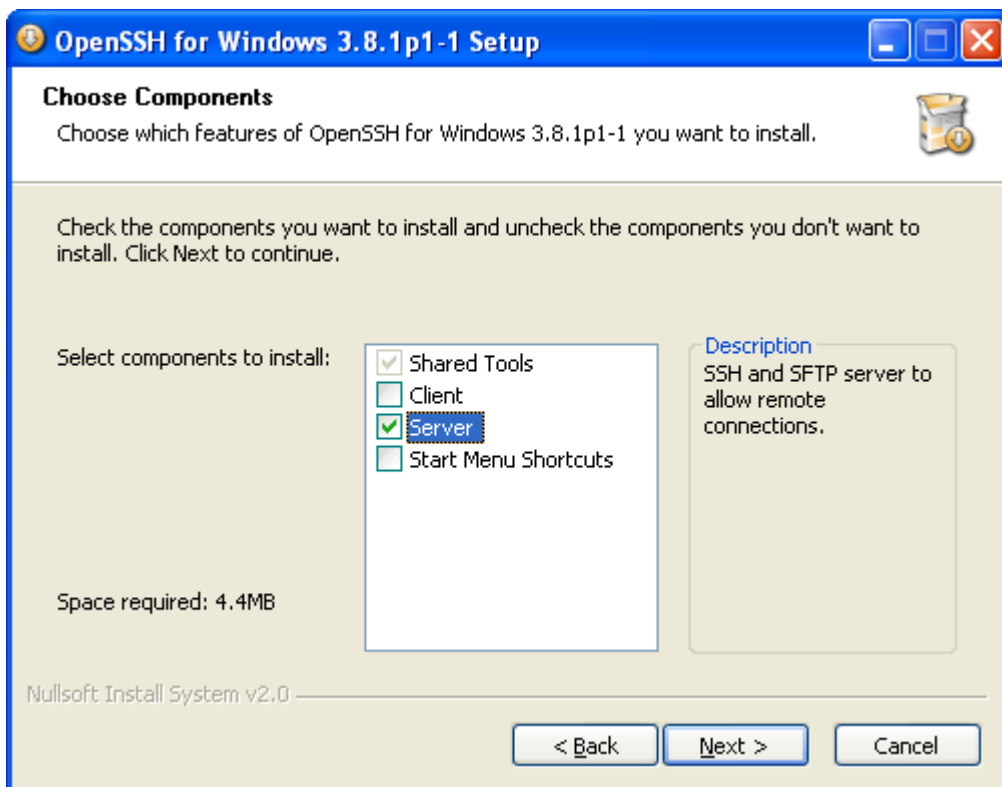 OpenSSH for Windows 3.8.1p1-1 Setup
Choose Components
Choose which features of OpenSSH for Windows 3.8.1p1-1 you want to install.
Check the components you want to install and uncheck the components you don't want to
install. Click Next to continue.
Select components to install:
Shared Tools
Client
Server
Start Menu Shortcuts
Description
SSH and SFTP server to
allow remote
connections.
Space required: 4.4MB
Nullsoft Install System v2.0
< Back
Next >
Cancel